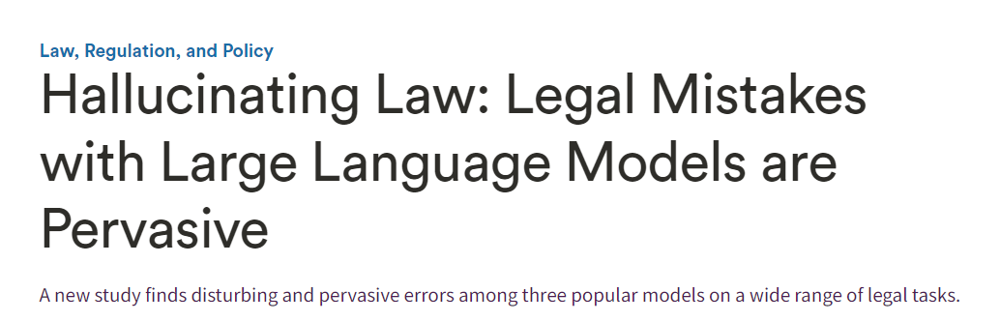 Law, Regulation, and Policy
Hallucinating Law: Legal Mistakes
with Large Language Models are
Pervasive
A new study finds disturbing and pervasive errors among three popular models on a wide range of legal tasks.